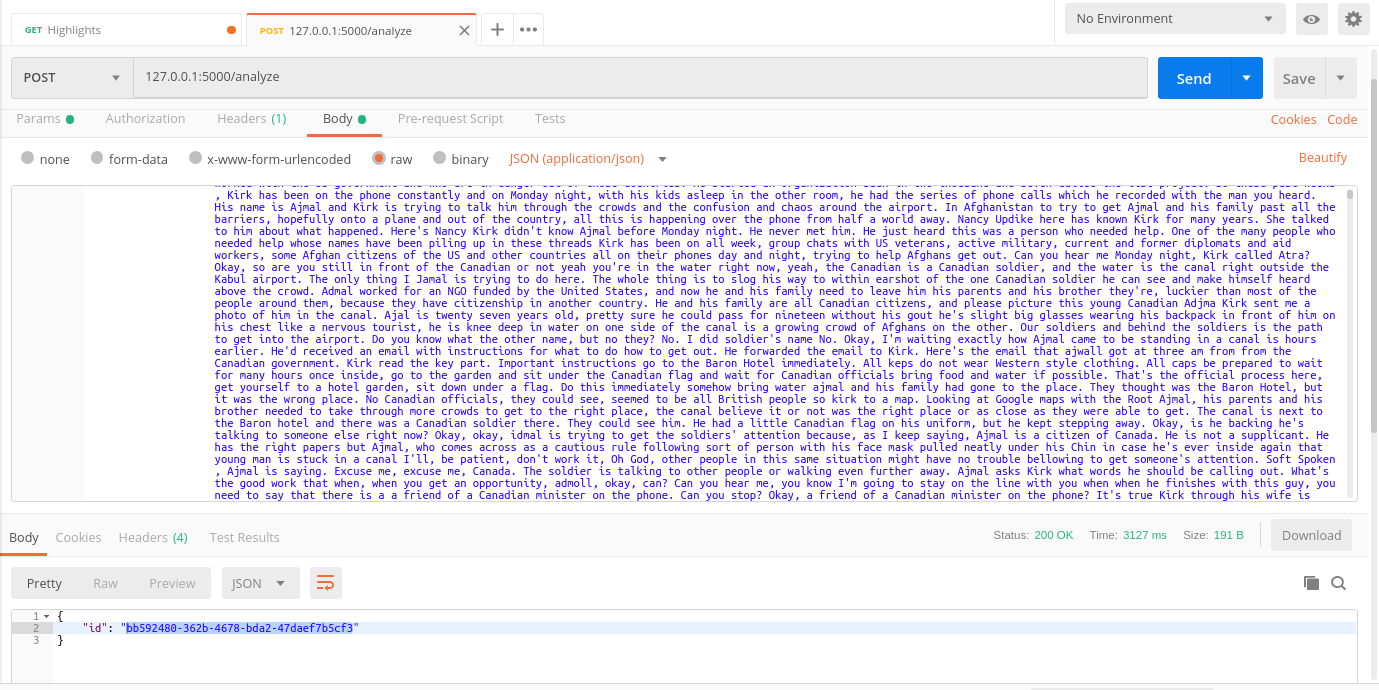 GET Highlights
POST 127.0.0.1:5000/analyze
No Environment
POST 127.0.0.1:5000/analyze Send Save
Params Authorization Headers (1) Body Pre-request Script Tests Cookies Code
none form-data x-www-form-urlencoded raw binary JSON (application/json) Beautify
, Kirk has been on the phone constantly and on Monday night, with his kids asleep in the other room, he had the series of phone calls which he recorded with the man you heard.
His name is Ajmal and Kirk is trying to talk him through the crowds and the confusion and chaos around the airport. In Afghanistan to try to get Ajmal and his family past all the
barriers, hopefully onto a plane and out of the country, all this is happening over the phone from half a world away. Nancy Updike here has known Kirk for many years. She talked
to him about what happened. Here's Nancy Kirk didn't know Ajmal before Monday night. He never met him. He just heard this was a person who needed help. One of the many people who
needed help whose names have been piling up in these threads Kirk has been on all week, group chats with US veterans, active military, current and former diplomats and aid
workers, some Afghan citizens of the US and other countries all on their phones day and night, trying to help Afghans get out. Can you hear me Monday night, Kirk called Atra?
Okay, so are you still in front of the Canadian or not yeah you're in the water right now, yeah, the Canadian is a Canadian soldier, and the water is the canal right outside the
Kabul airport. The only thing I Jamal is trying to do here. The whole thing is to slog his way to within earshot of the one Canadian soldier he can see and make himself heard
above the crowd. Admal worked for an NGO funded by the United States, and now he and his family need to leave him his parents and his brother they're, luckier than most of the
people around them, because they have citizenship in another country. He and his family are all Canadian citizens, and please picture this young Canadian Adjma Kirk sent me a
photo of him in the canal. Ajal is twenty seven years old, pretty sure he could pass for nineteen without his gout he's slight big glasses wearing his backpack in front of him on
his chest like a nervous tourist, he is knee deep in water on one side of the canal is a growing crowd of Afghans on the other. Our soldiers and behind the soldiers is the path
to get into the airport. Do you know what the other name, but no they? No. I did soldier's name No. Okay, I'm waiting exactly how Ajmal came to be standing in a canal is hours
earlier. He'd received an email with instructions for what to do how to get out. He forwarded the email to Kirk. Here's the email that ajwall got at three am from from the
Canadian government. Kirk read the key part. Important instructions go to the Baron Hotel immediately. All keps do not wear Western style clothing. All caps be prepared to wait
for many hours once inside, go to the garden and sit under the Canadian flag and wait for Canadian officials bring food and water if possible. That's the official process here,
get yourself to a hotel garden, sit down under a flag. Do this immediately somehow bring water ajmal and his family had gone to the place. They thought was the Baron Hotel, but
it was the wrong place. No Canadian officials, they could see, seemed to be all British people so kirk to a map. Looking at Google maps with the Root Ajmal, his parents and his
brother needed to take through more crowds to get to the right place, the canal believe it or not was the right place or as close as they were able to get. The canal is next to
the Baron hotel and there was a Canadian soldier there. They could see him. He had a little Canadian flag on his uniform, but he kept stepping away. Okay, is he backing he's
talking to someone else right now? Okay, okay, idmal is trying to get the soldiers' attention because, as I keep saying, Ajmal is a citizen of Canada. He is not a supplicant. He
has the right papers but Ajmal, who comes across as a cautious rule following sort of person with his face mask pulled neatly under his Chin in case he's ever inside again that
young man is stuck in a canal I'll, be patient, don't work it, Oh God, other people in this same situation might have no trouble bellowing to get someone's attention. Soft Spoken
, Ajmal is saying. Excuse me, excuse me, Canada. The soldier is talking to other people or walking even further away. Ajmal asks Kirk what words he should be calling out. What's
the good work that when, when you get an opportunity, admoll, okay, can? Can you hear me, you know I'm going to stay on the line with you when when he finishes with this guy, you
need to say that there is a a friend of a Canadian minister on the phone. Can you stop? Okay, a friend of a Canadian minister on the phone? It's true Kirk through his wife is
Body Cookies Headers (4) Test Results Status: 200 OK Time: 3127 ms Size: 191 B Download
Pretty Raw Preview JSON
1 {
2 "id": "bb592480-362b-4678-bda2-47daef7b5cf3"
3 }